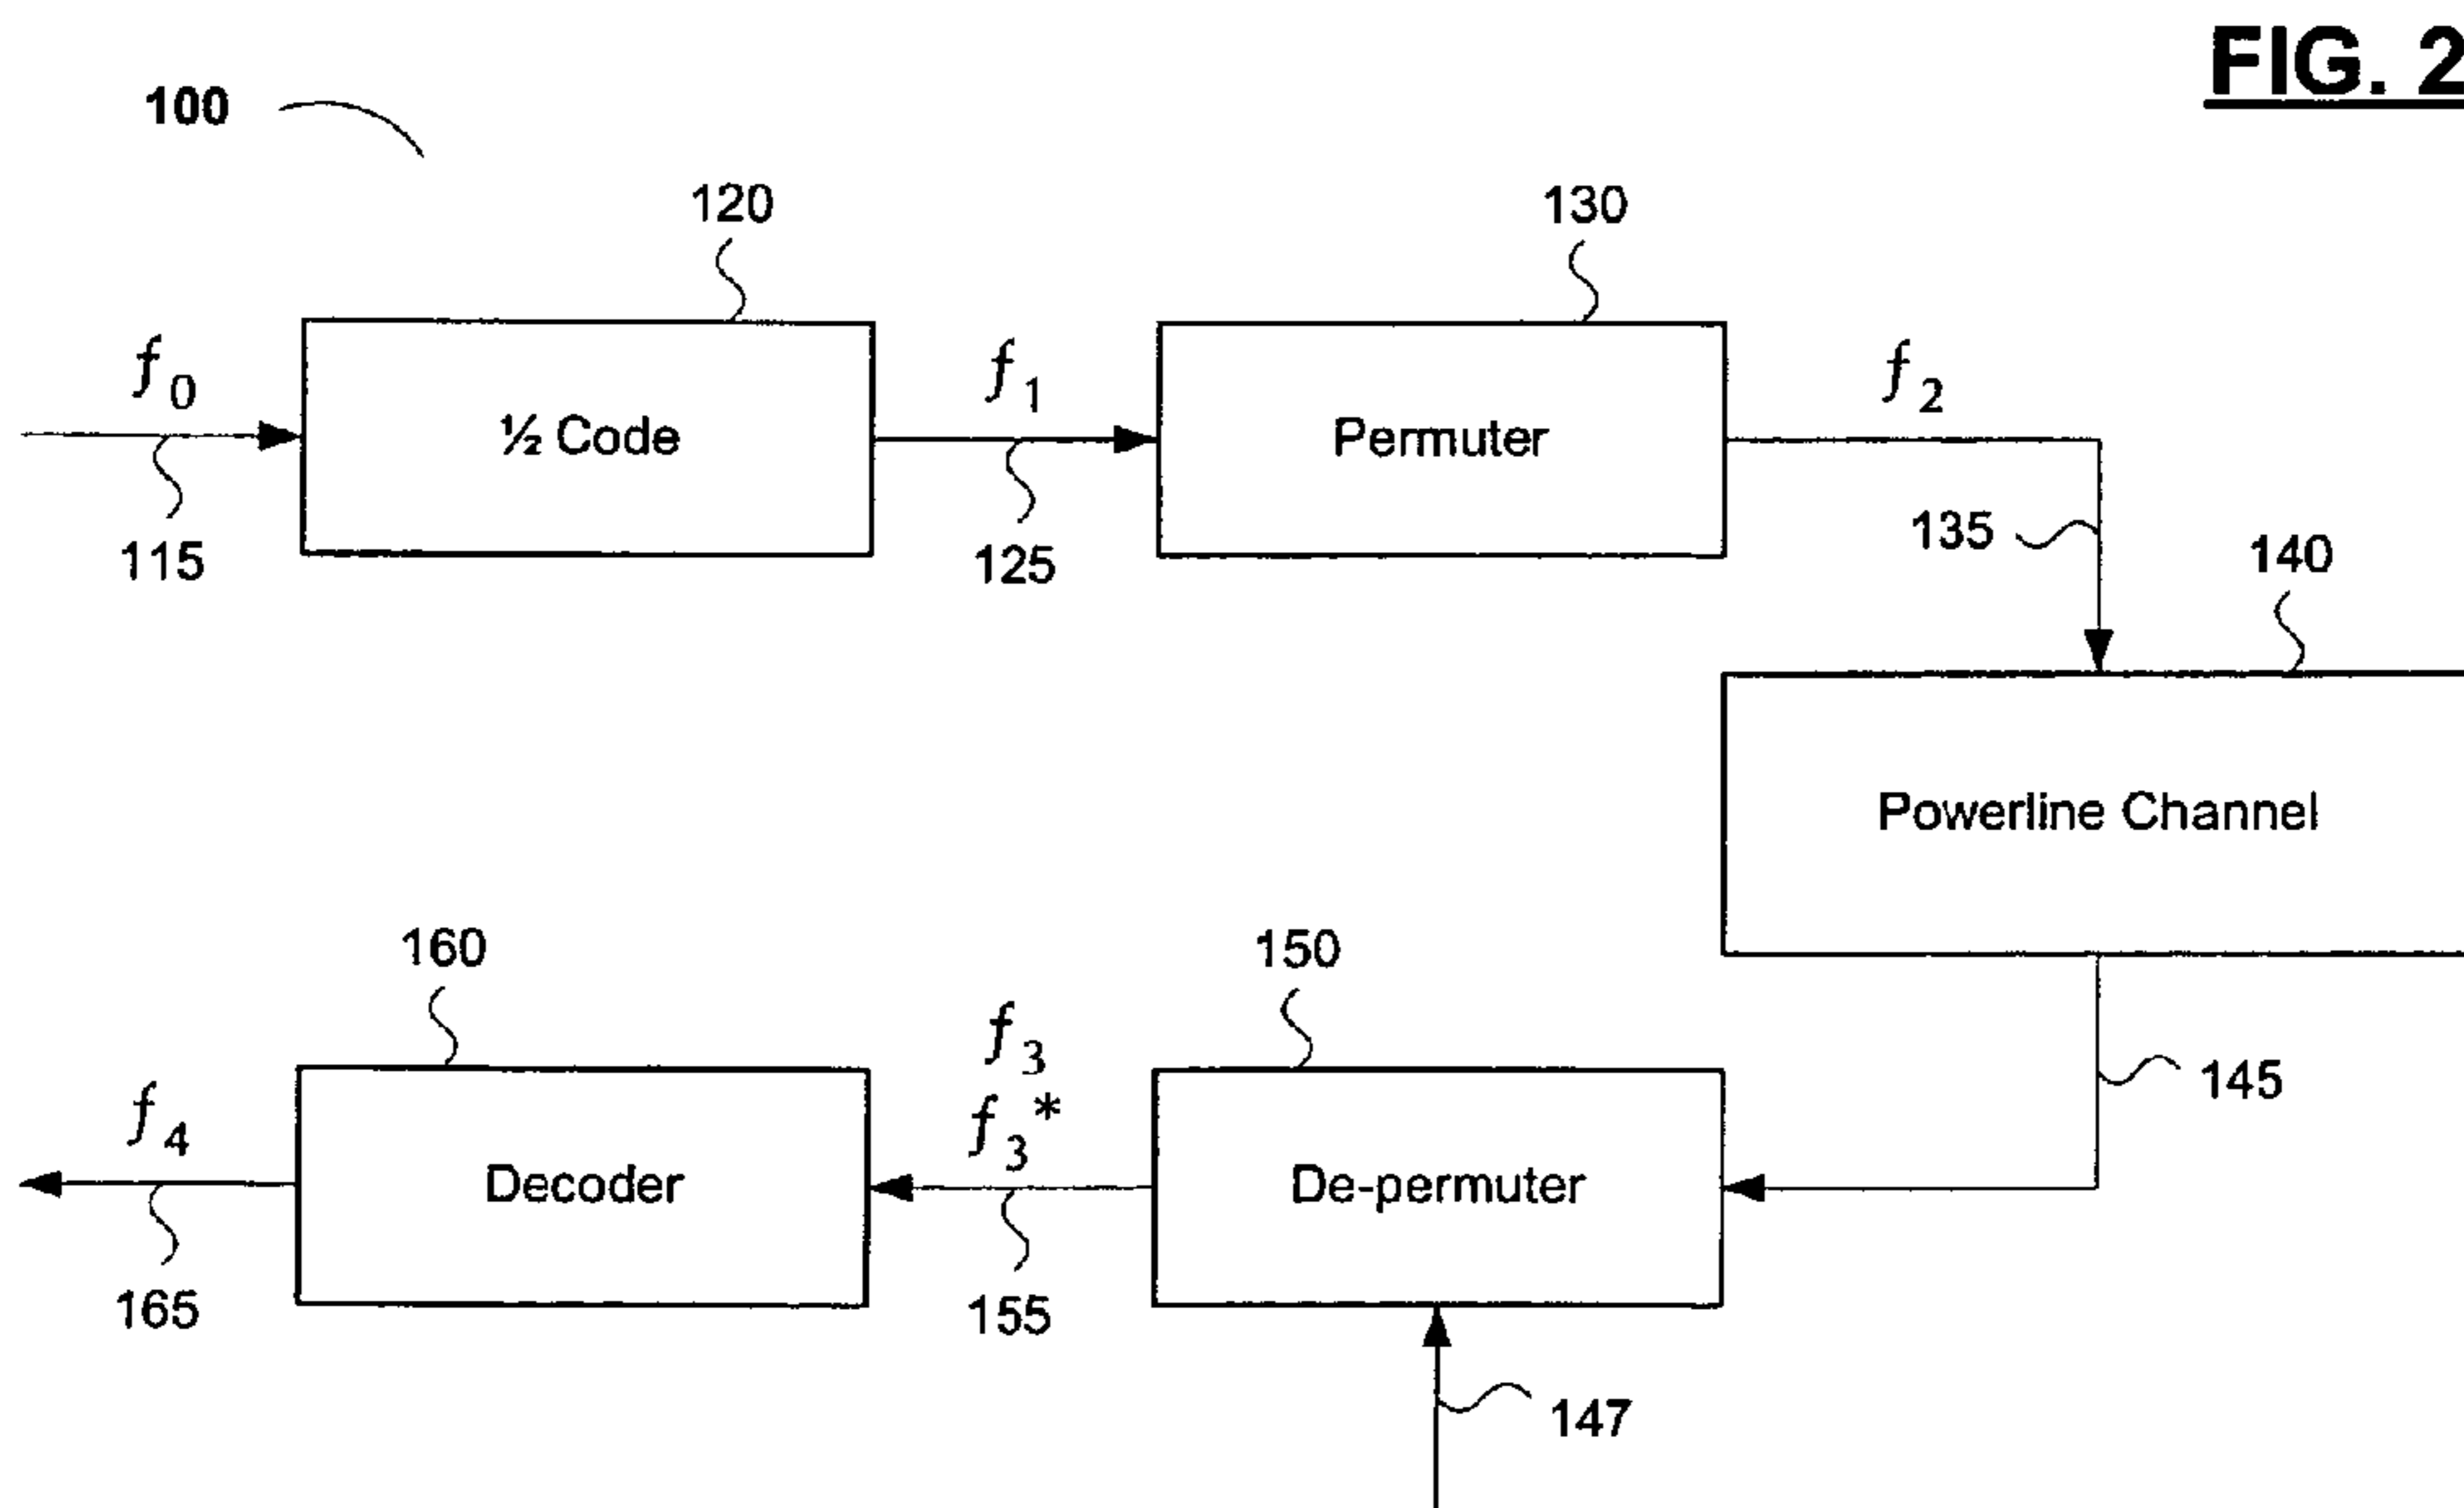 FIG. 2
100
120
130
f0
½ Code
f1
Permuter
f2
115
125
135
140
Powerline Channel
160
150
f3
f3*
f4
Decoder
De-permuter
145
165
155
147